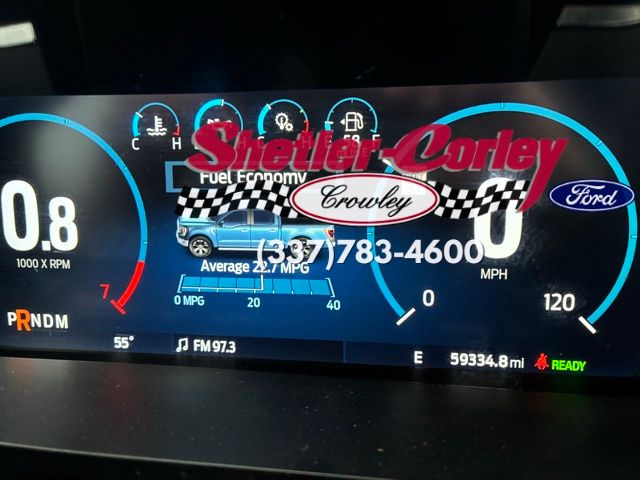 C H
F
Shetler-Corley
Fuel Economy
Crowley
Ford
0.8
1000 X RPM
(337)783-4600
0
MPH
Average 22.7 MPG
7
0 MPG 20 40
0 120
PRNDM
55° FM 97.3
E 59334.8 mi READY